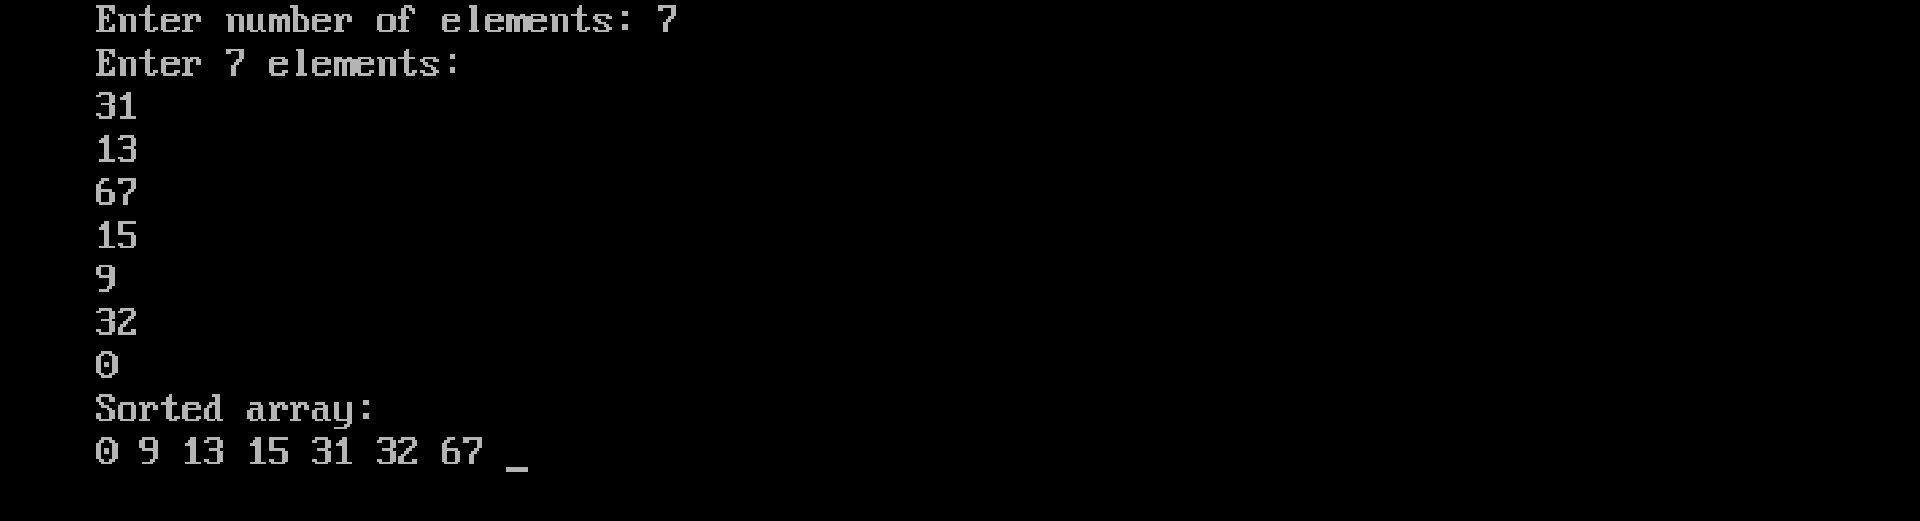 Enter number of elements: 7
Enter 7 elements:
31
13
67
15
9
32
0
Sorted array:
0 9 13 15 31 32 67 _